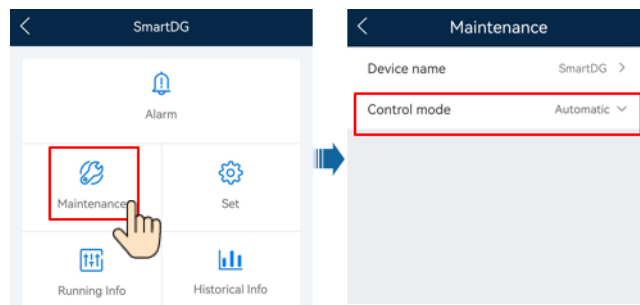 SmartDG
Alarm
Maintenance
Set
Running Info
Historical Info
Maintenance
Device name SmartDG
Control mode Automatic